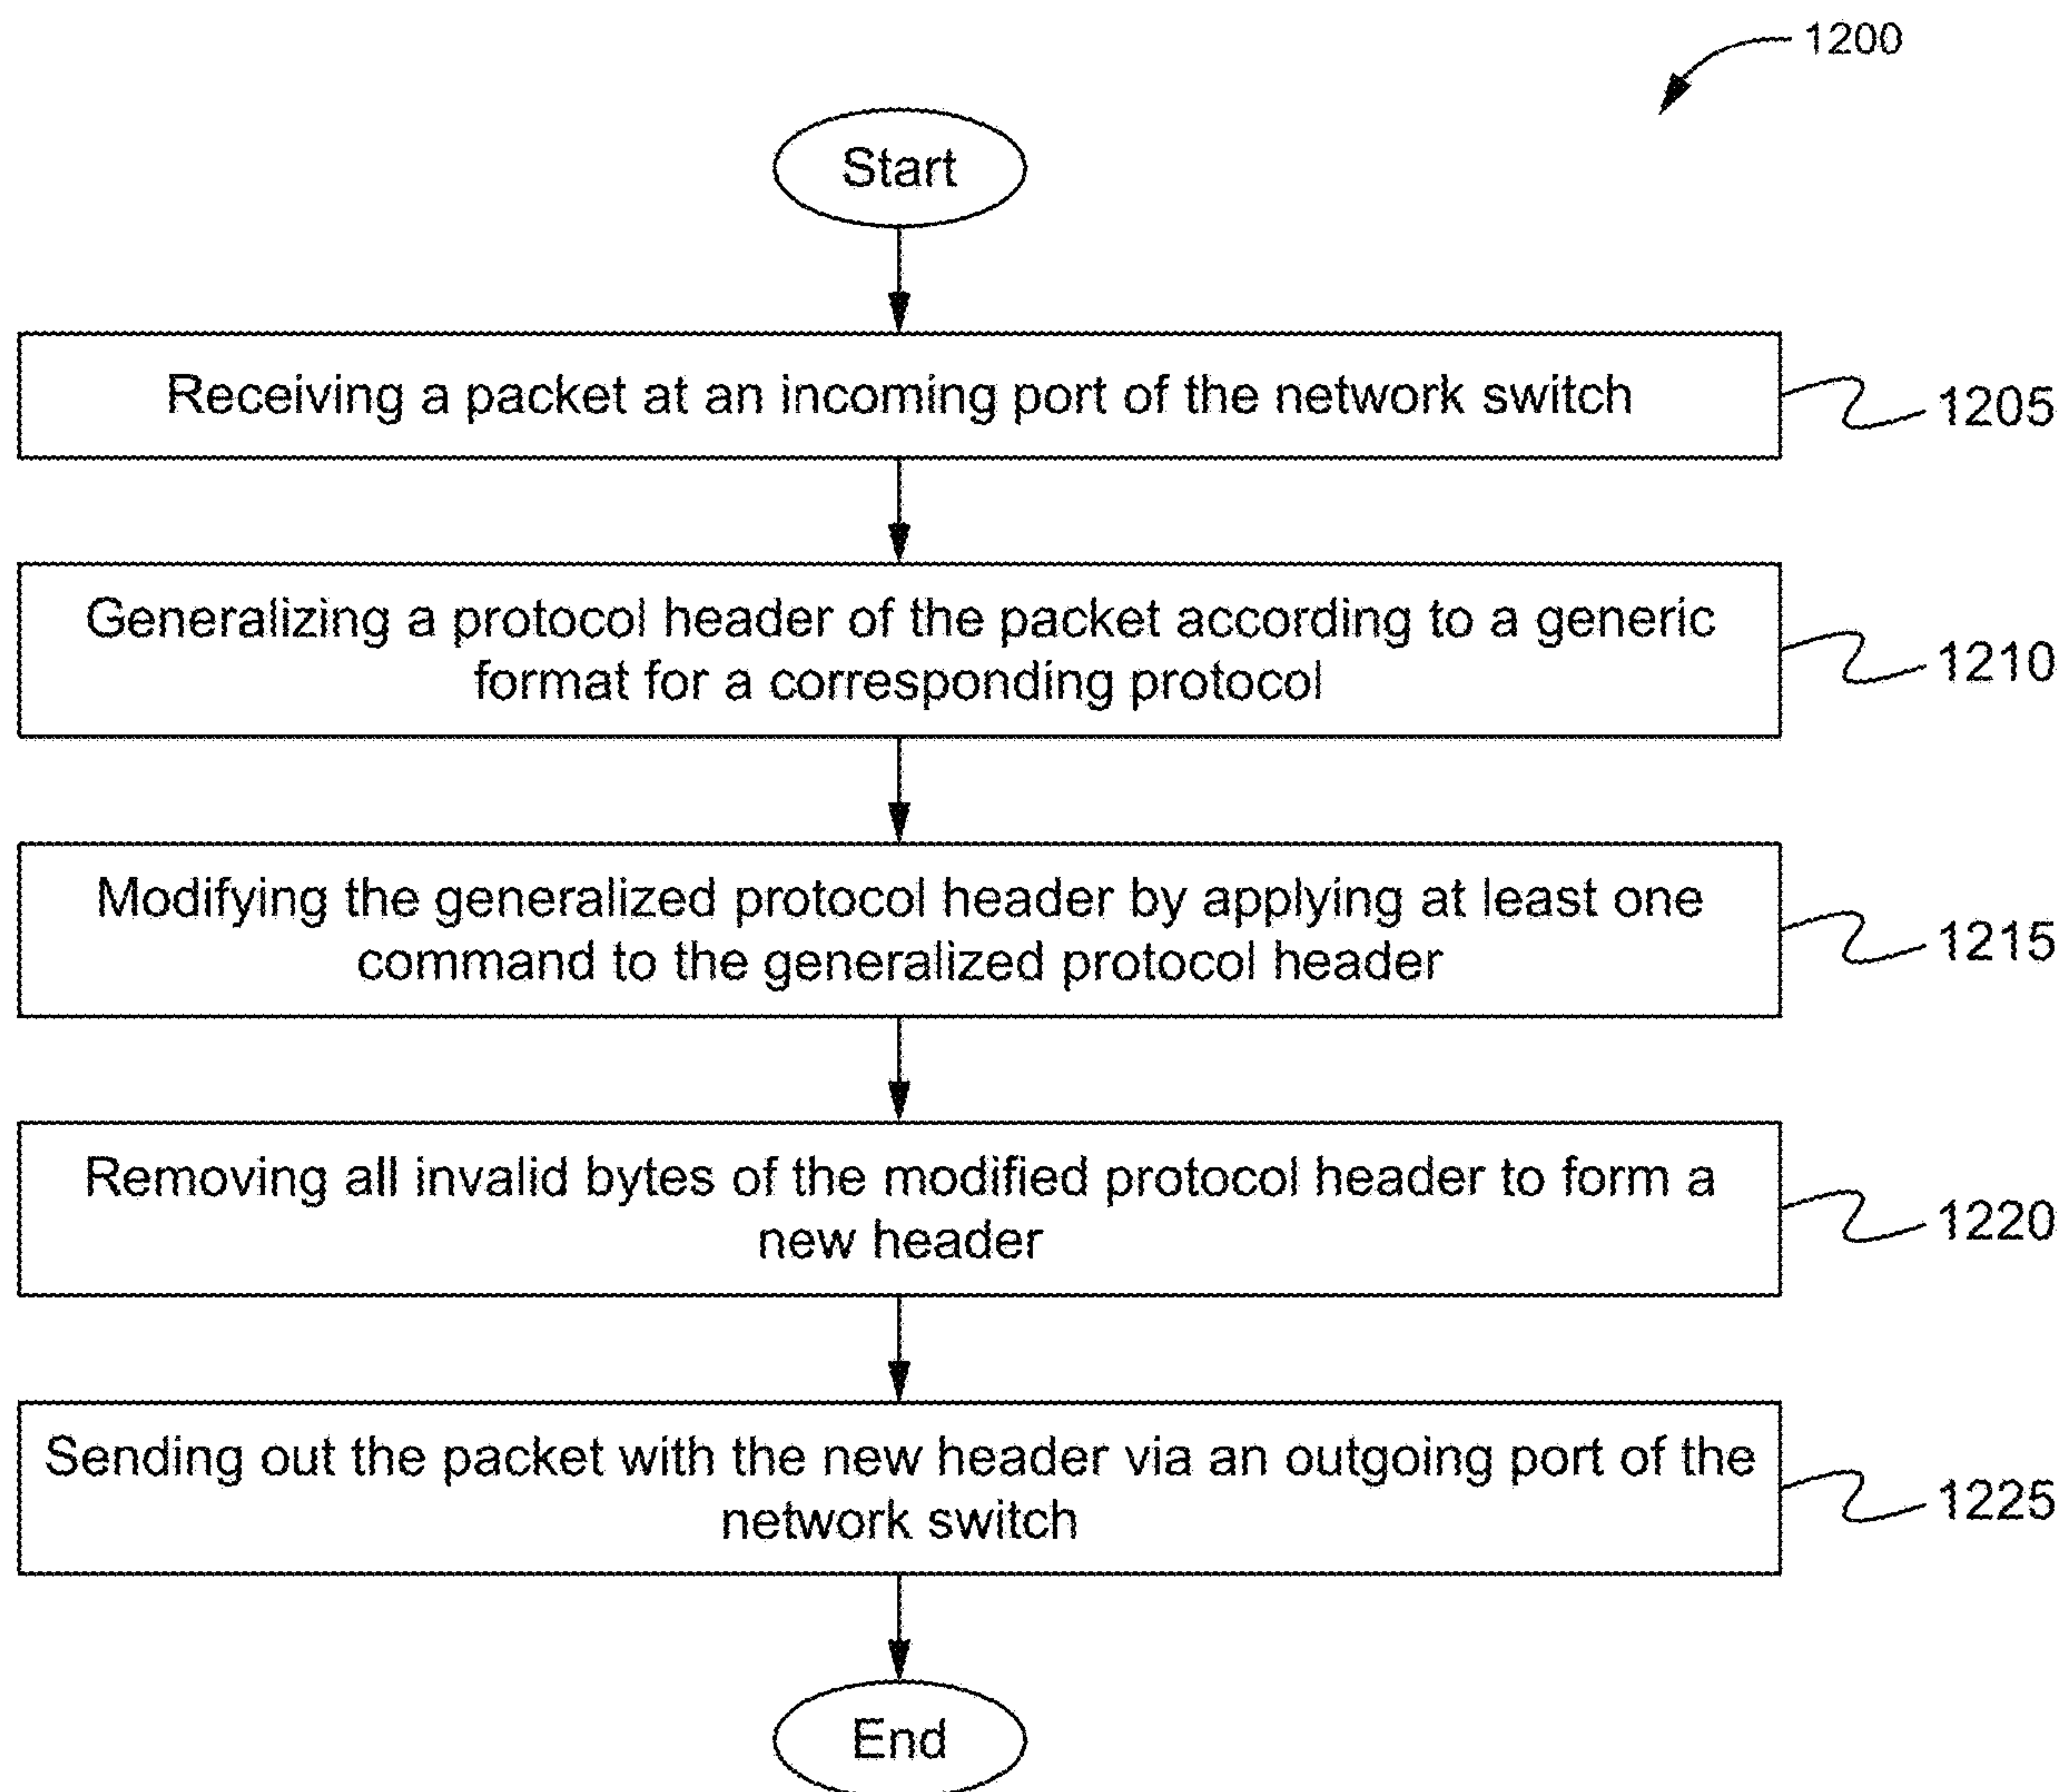 1200
Start
Receiving a packet at an incoming port of the network switch
1205
Generalizing a protocol header of the packet according to a generic
format for a corresponding protocol
1210
Modifying the generalized protocol header by applying at least one
command to the generalized protocol header
1215
Removing all invalid bytes of the modified protocol header to form a
new header
1220
Sending out the packet with the new header via an outgoing port of the
network switch
1225
End